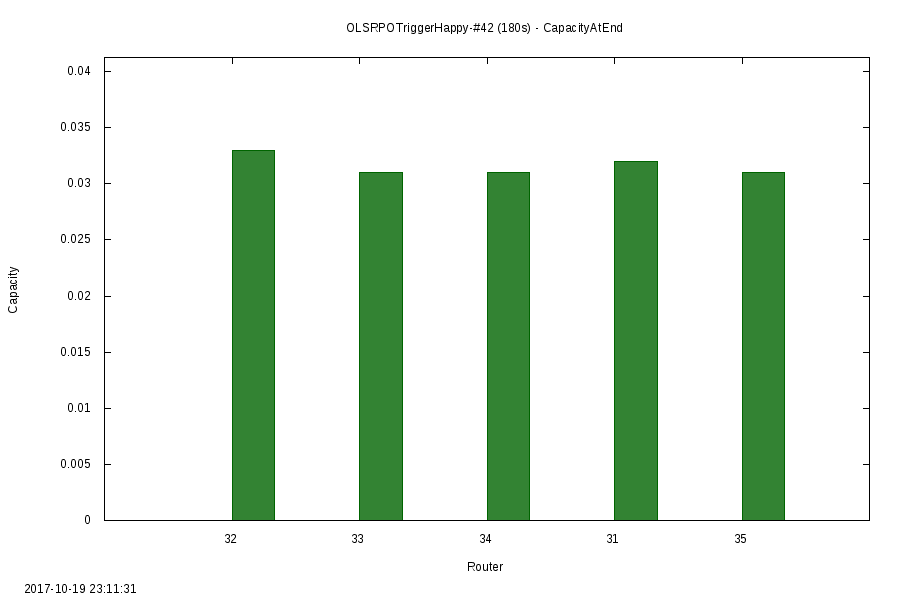 OLSRPOTriggerHappy-#42 (180s) - CapacityAtEnd
0.04
0.035
0.03
0.025
0.02
0.015
0.01
0.005
0
Capacity
32 33 34 31 35
Router
2017-10-19 23:11:31